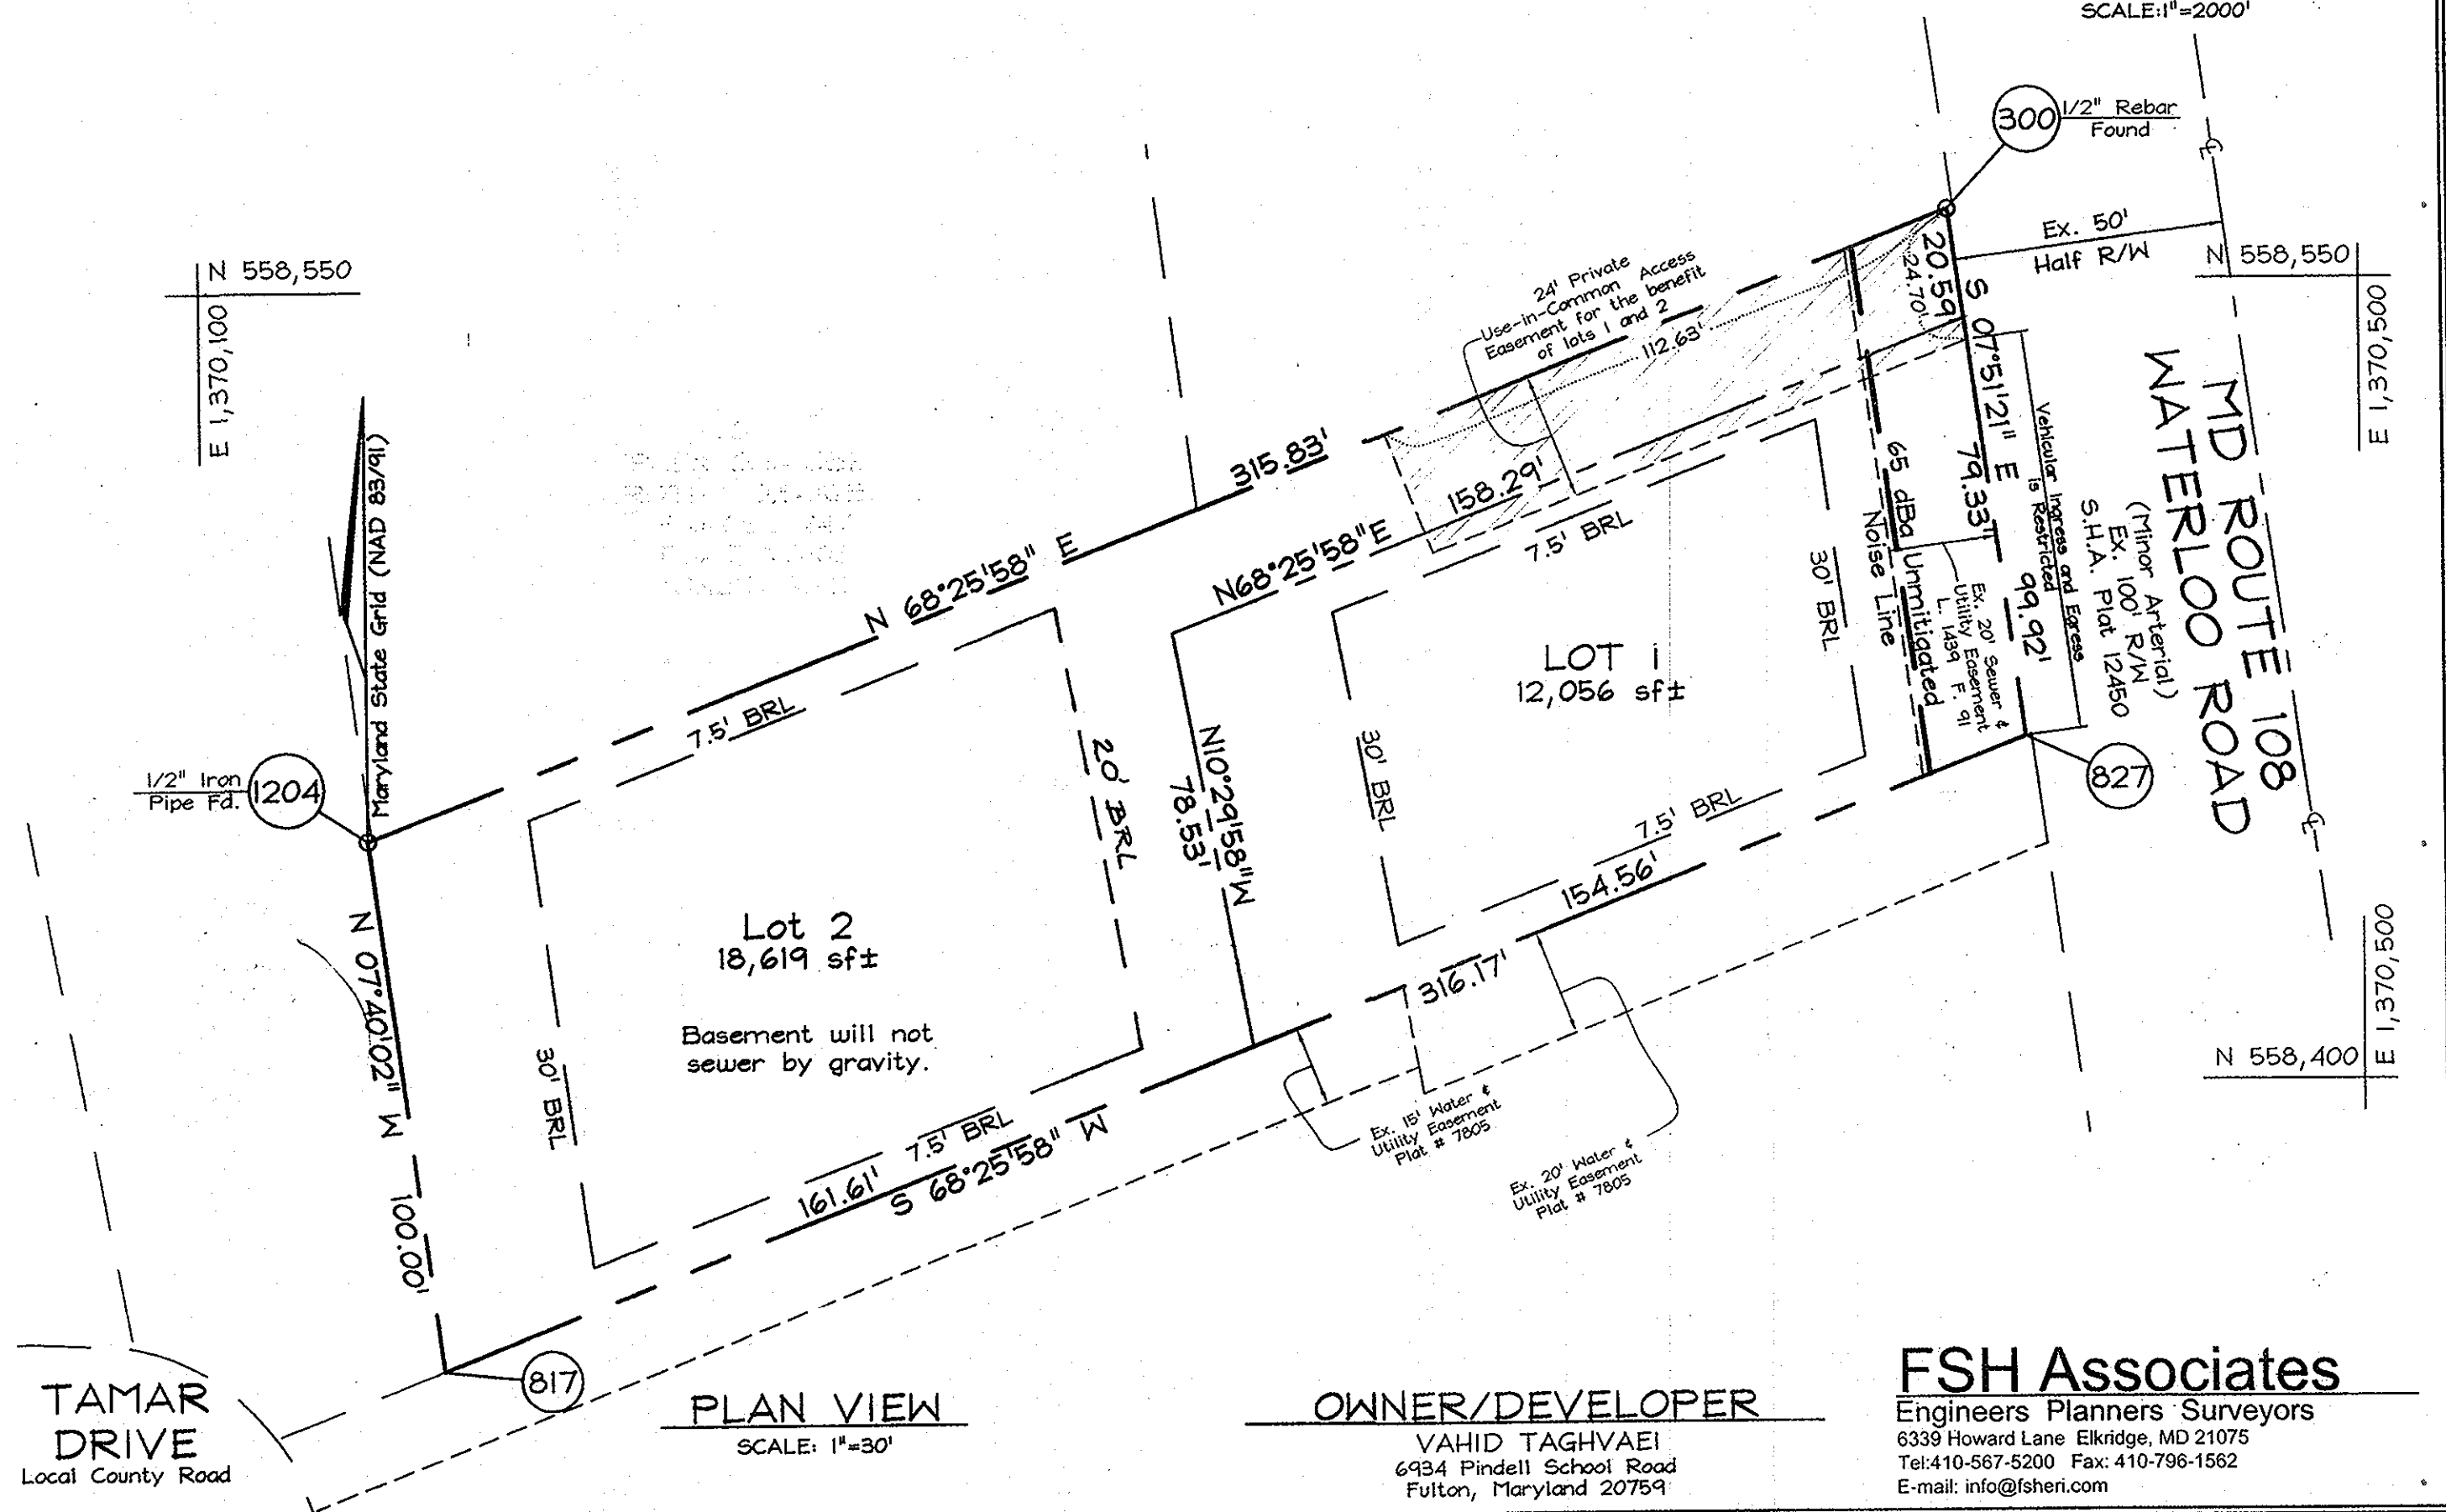 SCALE:1"=2000'
300
1/2" Rebar
Found
Ex. 50'
Half R/W
N 558,550
E 1,370,500
N 558,550
E 1,370,100
Maryland State Grid (NAD 83/91)
24' Private
Use-in-Common Access
Easement for the benefit
of lots 1 and 2
112.63'
20.59
24.70'
S 07°51'21" E
79.33'
99.92'
Vehicular Ingress and Egress
is Restricted
MD ROUTE 108
WATERLOO ROAD
(Minor Arterial)
Ex. 100' R/W
S.H.A. Plat 12450
315.83'
N 68°25'58" E
158.29'
N68°25'58"E
7.5' BRL
7.5' BRL
65 dBa Unmitigated
Noise Line
Ex. 20' Sewer &
Utility Easement
L. 1439 F. 91
30' BRL
LOT 1
12,056 sf±
30' BRL
20' BRL
N10°29'58"W
78.53'
1/2" Iron
Pipe Fd.
1204
827
7.5' BRL
154.56'
Lot 2
18,619 sf±
Basement will not
sewer by gravity.
N 07°40'02" W
100.00'
30' BRL
316.17'
7.5' BRL
161.61'
S 68°25'58" W
Ex. 15' Water &
Utility Easement
Plat # 7805
Ex. 20' Water &
Utility Easement
Plat # 7805
N 558,400
E 1,370,500
817
TAMAR
DRIVE
Local County Road
PLAN VIEW
SCALE: 1"=30'
OWNER/DEVELOPER
VAHID TAGHVAEI
6934 Pindell School Road
Fulton, Maryland 20759
FSH Associates
Engineers Planners Surveyors
6339 Howard Lane Elkridge, MD 21075
Tel:410-567-5200 Fax: 410-796-1562
E-mail: info@fsheri.com